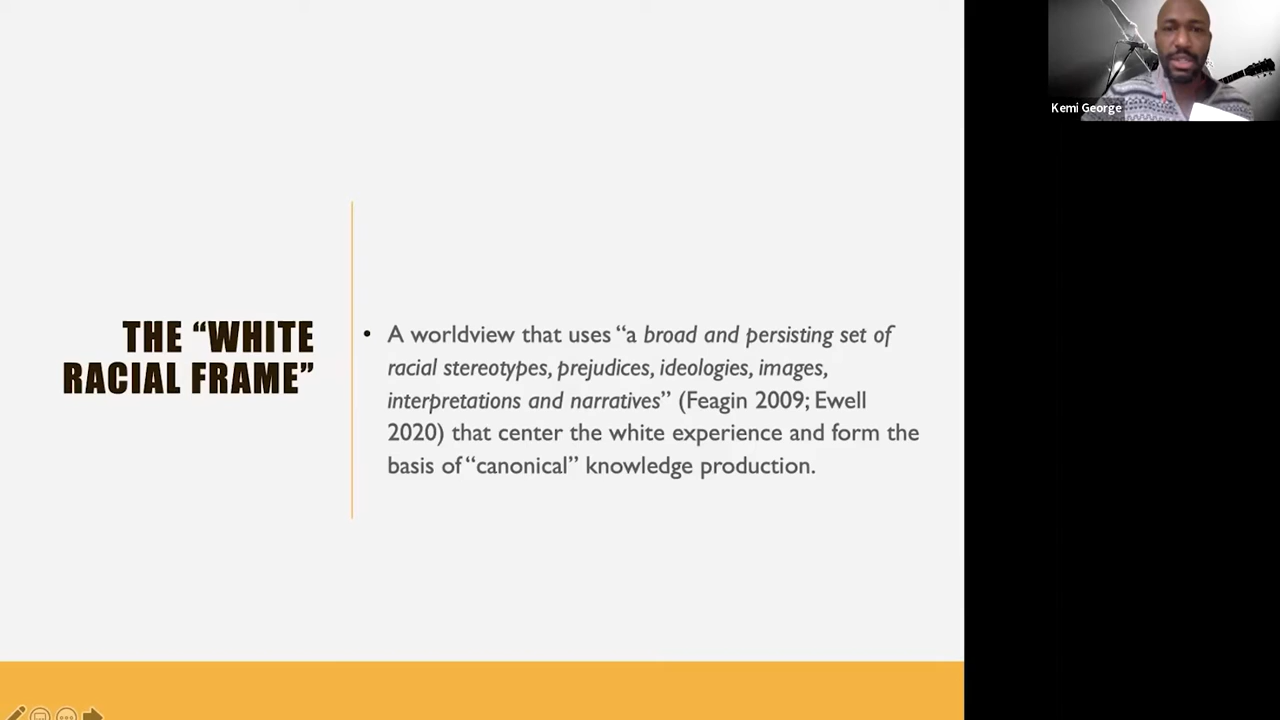 THE “WHITE
RACIAL FRAME”
• A worldview that uses “a broad and persisting set of
racial stereotypes, prejudices, ideologies, images,
interpretations and narratives” (Feagin 2009; Ewell
2020) that center the white experience and form the
basis of “canonical” knowledge production.
Kemi George